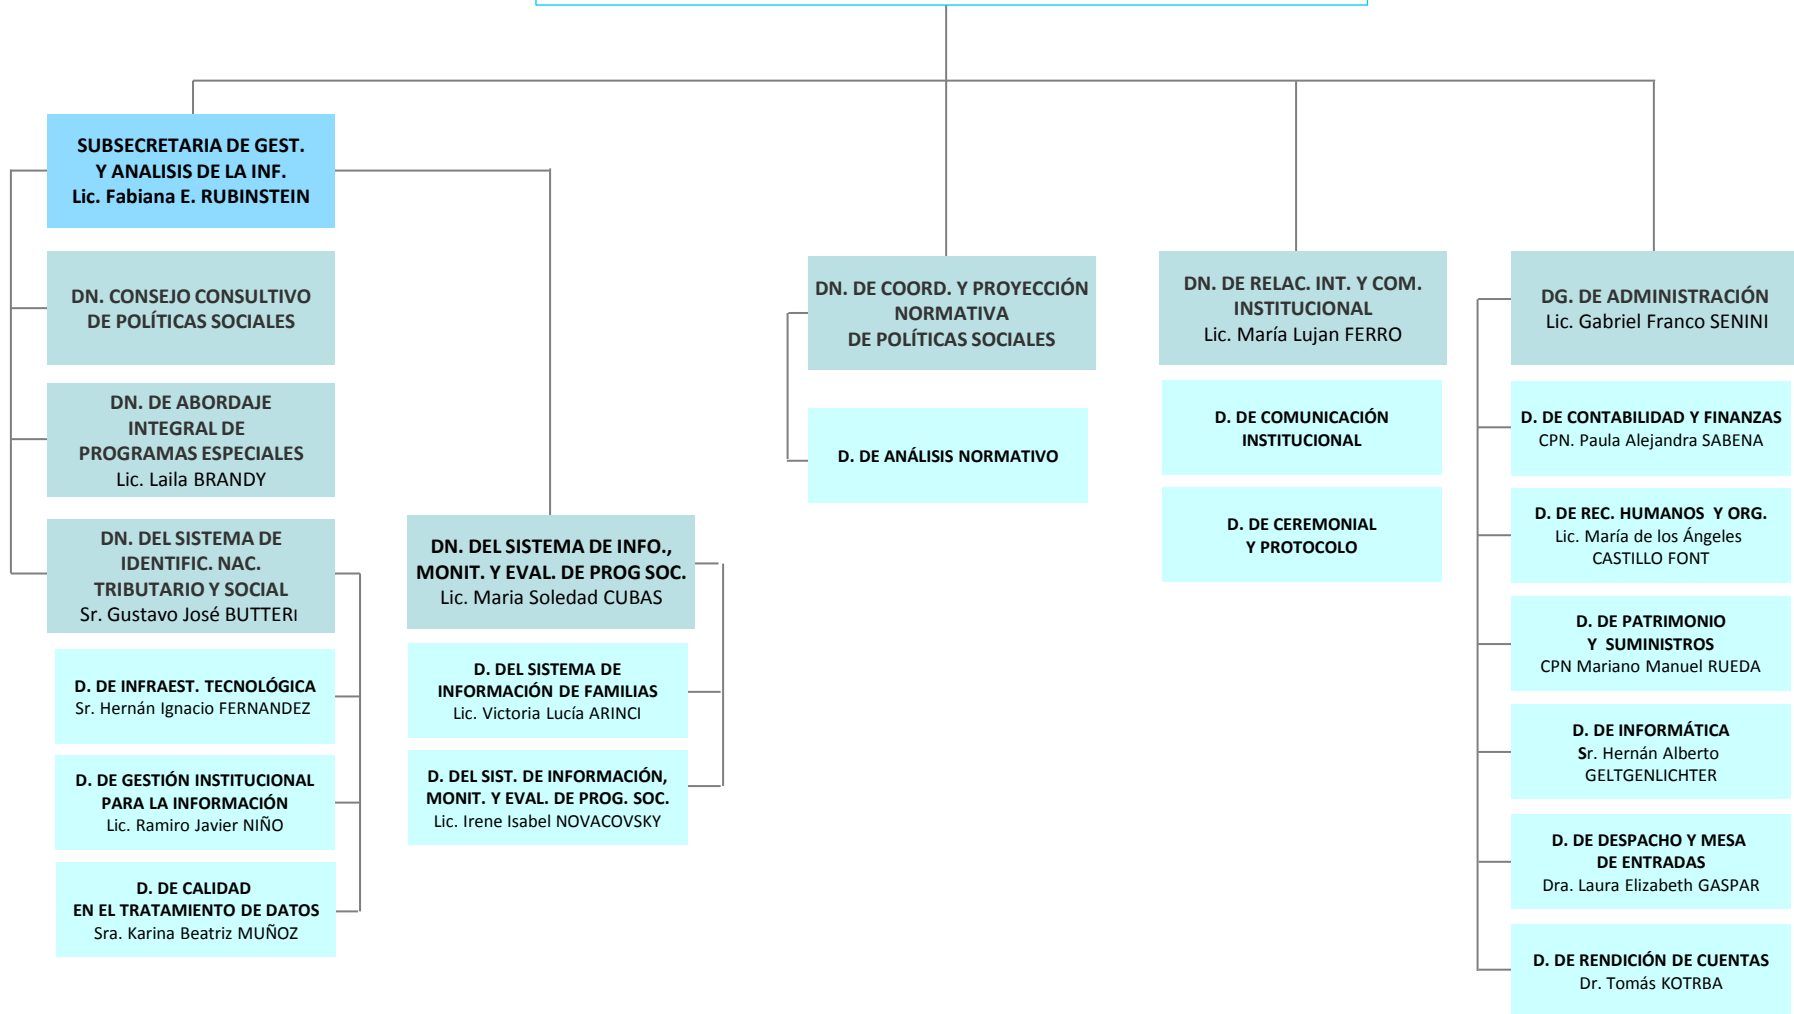 SUBSECRETARIA DE GEST.
Y ANALISIS DE LA INF.
Lic. Fabiana E. RUBINSTEIN
DN. CONSEJO CONSULTIVO
DE POLÍTICAS SOCIALES
DN. DE ABORDAJE
INTEGRAL DE
PROGRAMAS ESPECIALES
Lic. Laila BRANDY
DN. DEL SISTEMA DE
IDENTIFIC. NAC.
TRIBUTARIO Y SOCIAL
Sr. Gustavo José BUTTERI
D. DE INFRAEST. TECNOLÓGICA
Sr. Hernán Ignacio FERNANDEZ
D. DE GESTIÓN INSTITUCIONAL
PARA LA INFORMACIÓN
Lic. Ramiro Javier NIÑO
D. DE CALIDAD
EN EL TRATAMIENTO DE DATOS
Sra. Karina Beatriz MUÑOZ
DN. DEL SISTEMA DE INFO.,
MONIT. Y EVAL. DE PROG SOC.
Lic. Maria Soledad CUBAS
D. DEL SISTEMA DE
INFORMACIÓN DE FAMILIAS
Lic. Victoria Lucía ARINCI
D. DEL SIST. DE INFORMACIÓN,
MONIT. Y EVAL. DE PROG. SOC.
Lic. Irene Isabel NOVACOVSKY
DN. DE COORD. Y PROYECCIÓN
NORMATIVA
DE POLÍTICAS SOCIALES
D. DE ANÁLISIS NORMATIVO
DN. DE RELAC. INT. Y COM.
INSTITUCIONAL
Lic. María Lujan FERRO
D. DE COMUNICACIÓN
INSTITUCIONAL
D. DE CEREMONIAL
Y PROTOCOLO
DG. DE ADMINISTRACIÓN
Lic. Gabriel Franco SENINI
D. DE CONTABILIDAD Y FINANZAS
CPN. Paula Alejandra SABENA
D. DE REC. HUMANOS Y ORG.
Lic. María de los Ángeles
CASTILLO FONT
D. DE PATRIMONIO
Y SUMINISTROS
CPN Mariano Manuel RUEDA
D. DE INFORMÁTICA
Sr. Hernán Alberto
GELTGENLICHTER
D. DE DESPACHO Y MESA
DE ENTRADAS
Dra. Laura Elizabeth GASPAR
D. DE RENDICIÓN DE CUENTAS
Dr. Tomás KOTRBA